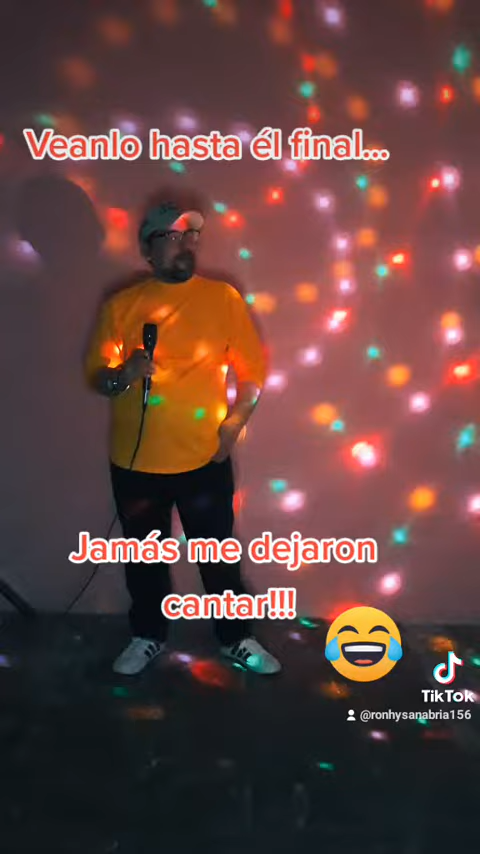 Veanlo hasta él final...
Jamás me dejaron
cantar!!!
TikTok
@ronhysanabria156